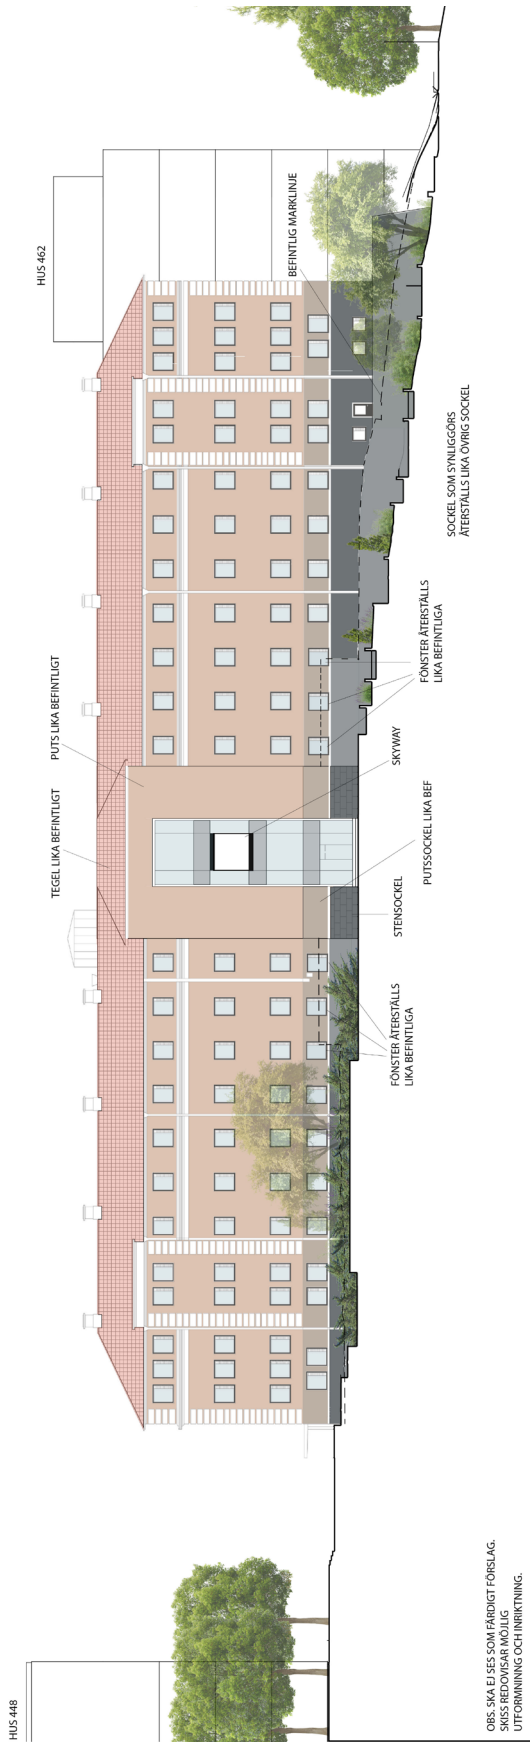 HUS 448
HUS 462
TEGEL LIKA BEFINTLIGT
PUTS LIKA BEFINTLIGT
BEFINTLIG MARKLINJE
FÖNSTER ÅTERSTÄLLS
LIKA BEFINTLIGA
STENSOCKEL
PUTSSOCKEL LIKA BEF
SKYWAY
FÖNSTER ÅTERSTÄLLS
LIKA BEFINTLIGA
SOCKEL SOM SYNLIGGÖRS
ÅTERSTÄLLS LIKA ÖVRIG SOCKEL
OBS. SKA EJ SES SOM FÄRDIGT FÖRSLAG.
SKISS REDOVISAR MÖJLIG
UTFORMNINNG OCH INRIKTNING.